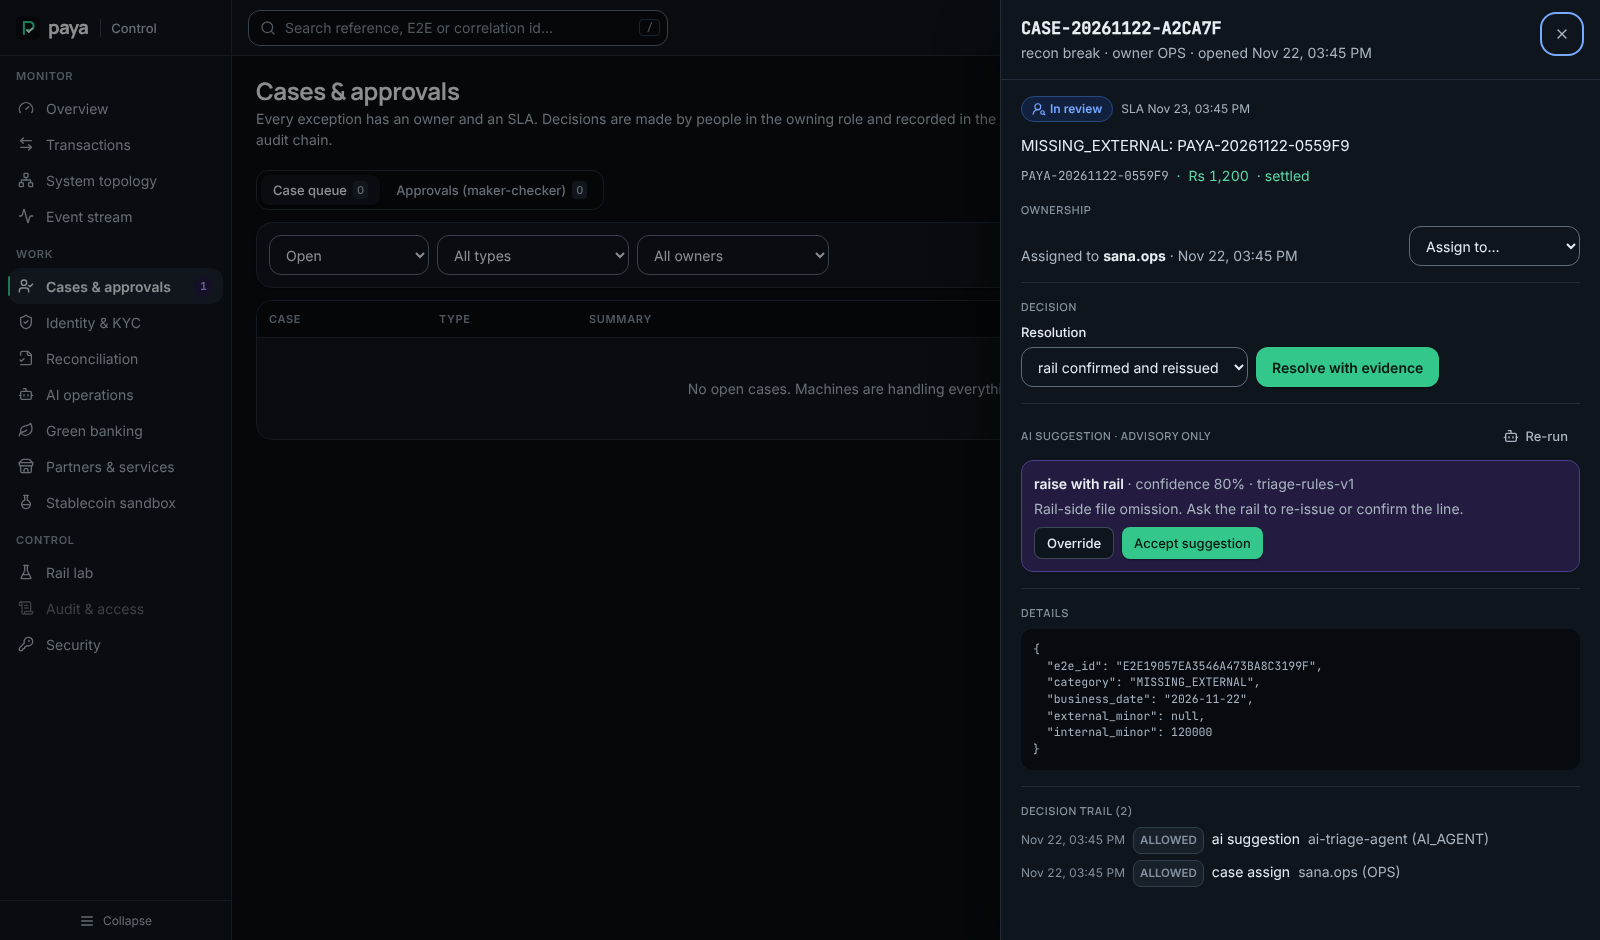 paya Control
Search reference, E2E or correlation id... /
MONITOR
Overview
Transactions
System topology
Event stream
WORK
Cases & approvals 1
Identity & KYC
Reconciliation
AI operations
Green banking
Partners & services
Stablecoin sandbox
CONTROL
Rail lab
Audit & access
Security
Collapse
Cases & approvals
Every exception has an owner and an SLA. Decisions are made by people in the owning role and recorded in the
audit chain.
Case queue 0 Approvals (maker-checker) 0
Open All types All owners
CASE TYPE SUMMARY
No open cases. Machines are handling everythi
CASE-20261122-A2CA7F
recon break · owner OPS · opened Nov 22, 03:45 PM
In review SLA Nov 23, 03:45 PM
MISSING_EXTERNAL: PAYA-20261122-0559F9
PAYA-20261122-0559F9 · Rs 1,200 · settled
OWNERSHIP
Assigned to sana.ops · Nov 22, 03:45 PM Assign to...
DECISION
Resolution
rail confirmed and reissued Resolve with evidence
AI SUGGESTION · ADVISORY ONLY Re-run
raise with rail · confidence 80% · triage-rules-v1
Rail-side file omission. Ask the rail to re-issue or confirm the line.
Override Accept suggestion
DETAILS
{
"e2e_id": "E2E19057EA3546A473BA8C3199F",
"category": "MISSING_EXTERNAL",
"business_date": "2026-11-22",
"external_minor": null,
"internal_minor": 120000
}
DECISION TRAIL (2)
Nov 22, 03:45 PM ALLOWED ai suggestion ai-triage-agent (AI_AGENT)
Nov 22, 03:45 PM ALLOWED case assign sana.ops (OPS)